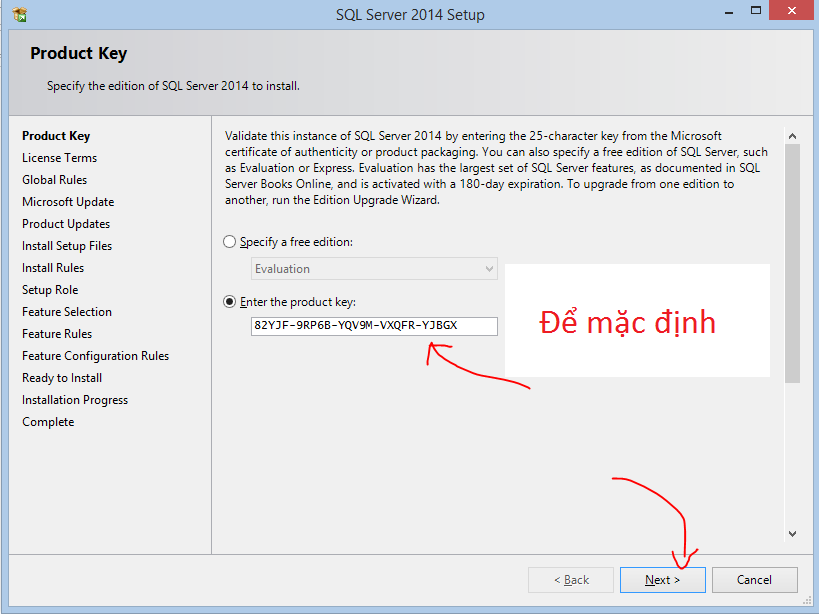 SQL Server 2014 Setup
Product Key
Specify the edition of SQL Server 2014 to install.
Product Key
License Terms
Global Rules
Microsoft Update
Product Updates
Install Setup Files
Install Rules
Setup Role
Feature Selection
Feature Rules
Feature Configuration Rules
Ready to Install
Installation Progress
Complete
Validate this instance of SQL Server 2014 by entering the 25-character key from the Microsoft
certificate of authenticity or product packaging. You can also specify a free edition of SQL Server, such
as Evaluation or Express. Evaluation has the largest set of SQL Server features, as documented in SQL
Server Books Online, and is activated with a 180-day expiration. To upgrade from one edition to
another, run the Edition Upgrade Wizard.
Specify a free edition:
Evaluation
Enter the product key:
82YJF-9RP6B-YQV9M-VXQFR-YJBGX
Để mặc định
< Back
Next >
Cancel